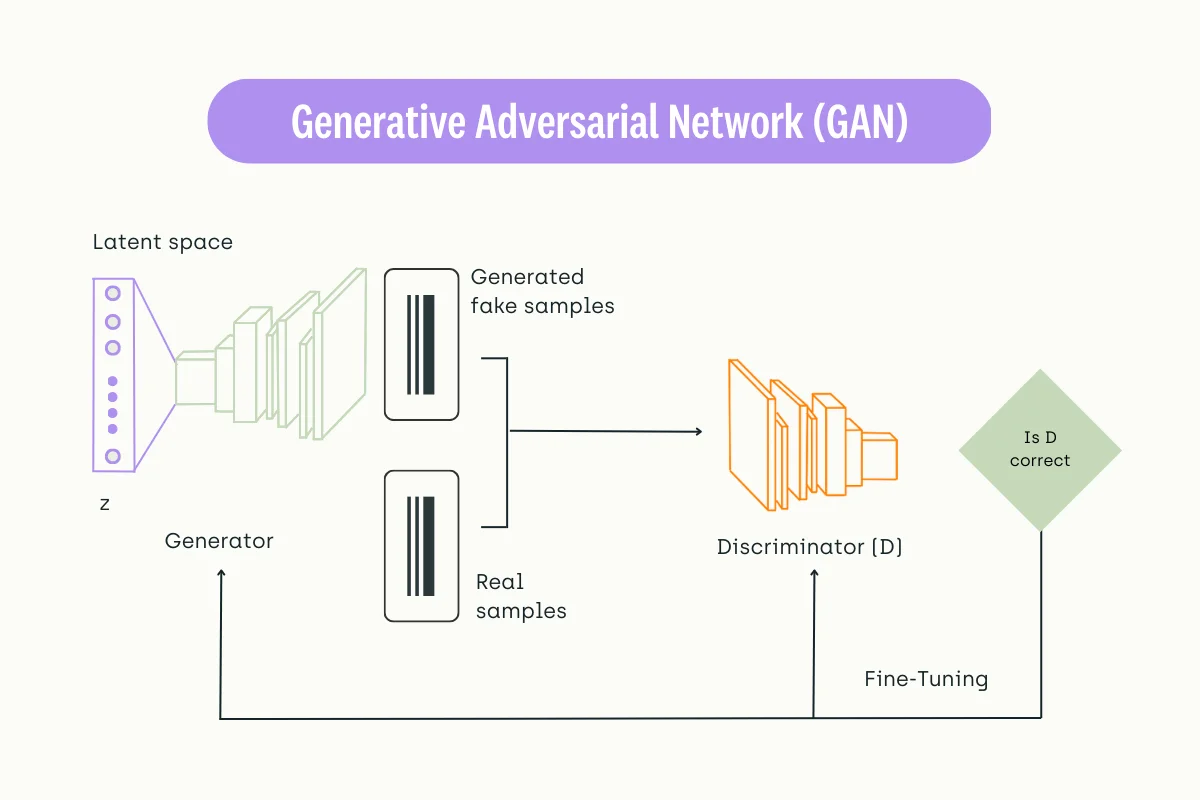 Generative Adversarial Network (GAN)
Latent space
Generated
fake samples
z
Generator
Real
samples
Discriminator (D)
Is D
correct
Fine-Tuning